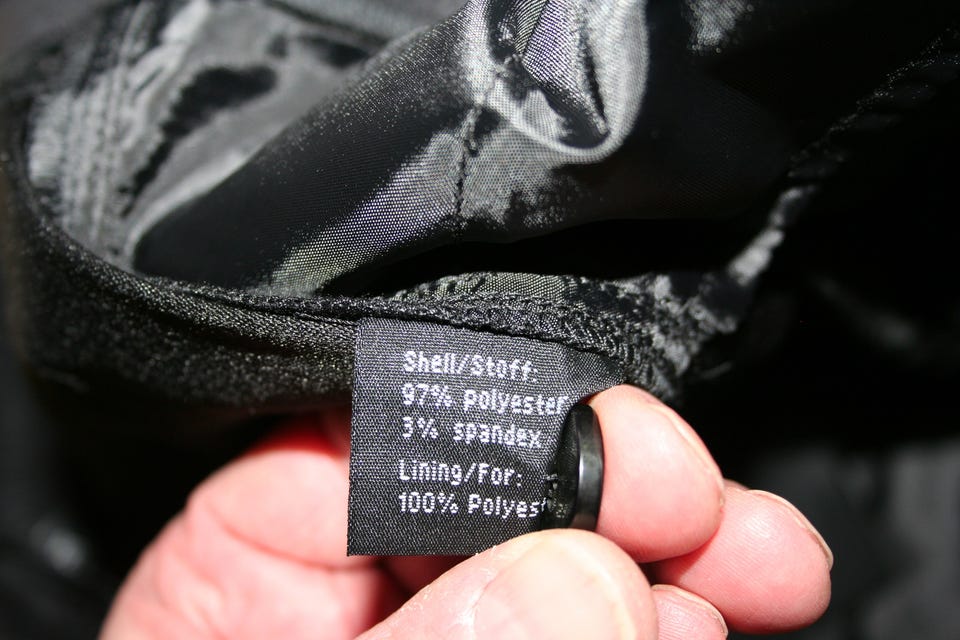 Shell/Stoff:
97% polyester
3% spandex
Lining/For:
100% Polyest